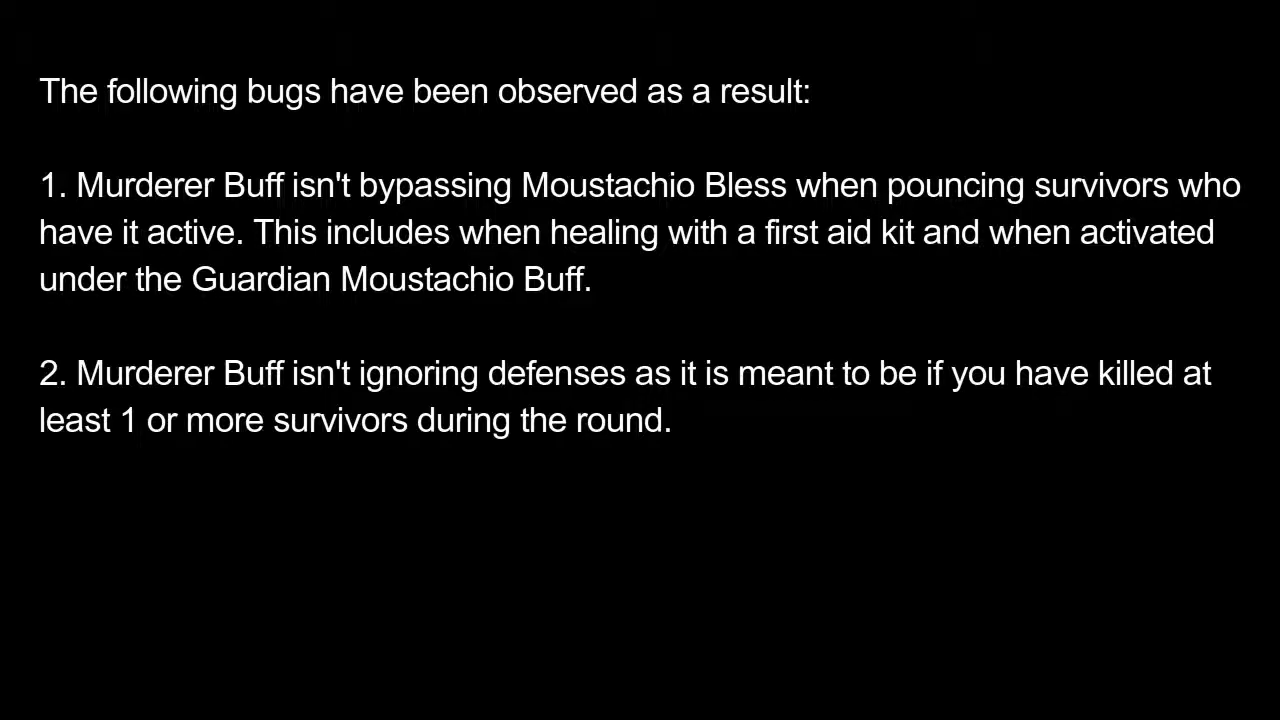 The following bugs have been observed as a result:
1. Murderer Buff isn't bypassing Moustachio Bless when pouncing survivors who
have it active. This includes when healing with a first aid kit and when activated
under the Guardian Moustachio Buff.
2. Murderer Buff isn't ignoring defenses as it is meant to be if you have killed at
least 1 or more survivors during the round.